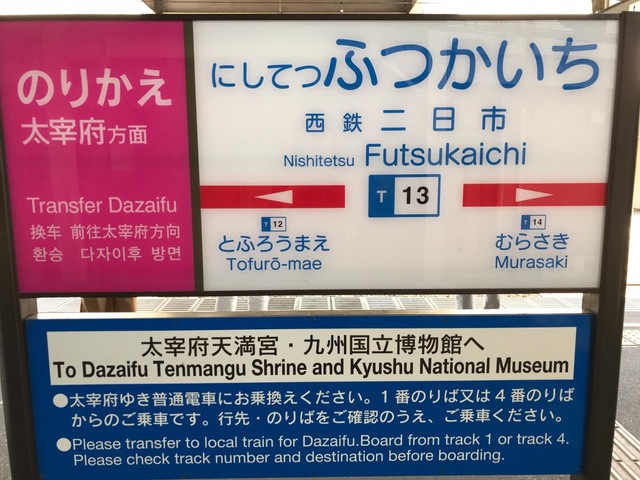 のりかえ
太宰府方面
Transfer Dazaifu
换车 前往太宰府方向
환승 다자이후 방면
にしてつふつかいち
西鉄二日市
Nishitetsu Futsukaichi
T 13
T 12
とふろうまえ
Tofurō-mae
T 14
むらさき
Murasaki
太宰府天満宮・九州国立博物館へ
To Dazaifu Tenmangu Shrine and Kyushu National Museum
●太宰府ゆき普通電車にお乗換えください。1番のりば又は4番のりば
からのご乗車です。行先・のりばをご確認のうえ、ご乗車ください。
●Please transfer to local train for Dazaifu.Board from track 1 or track 4.
Please check track number and destination before boarding.